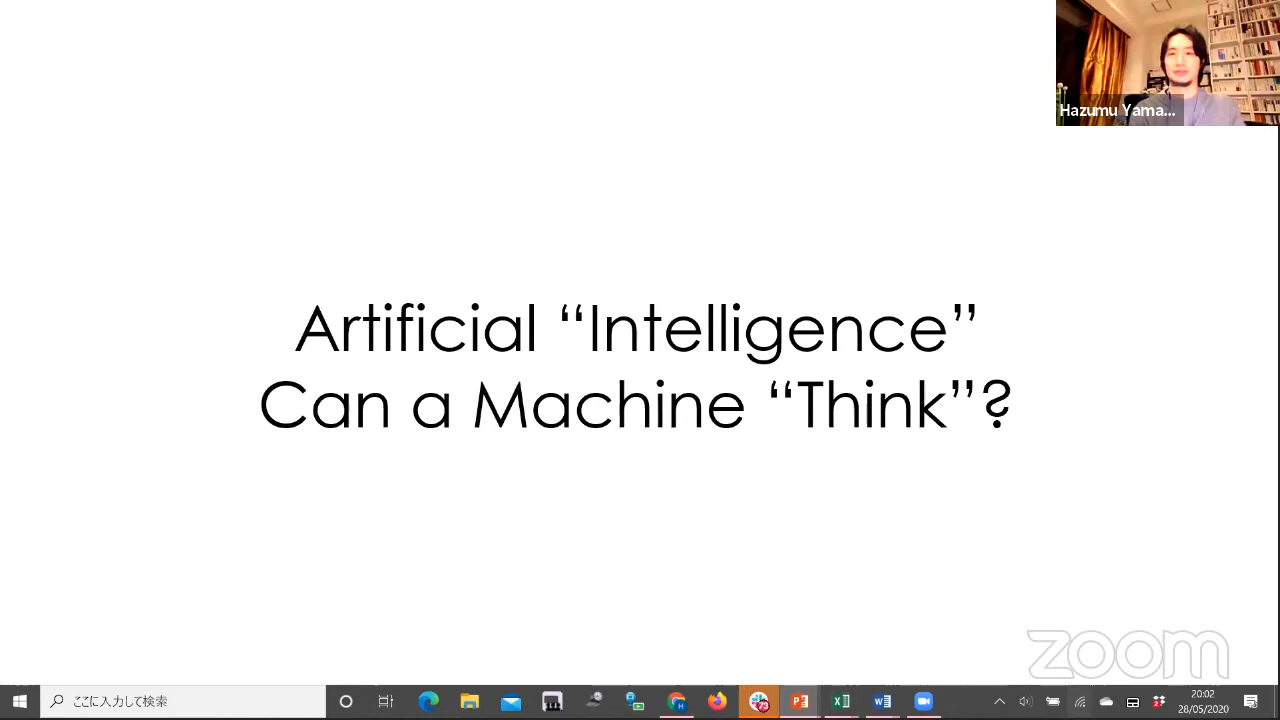 Hazumu Yama...
Artificial “Intelligence”
Can a Machine “Think”?
zoom
ここに入力して検索
73
20:02
28/05/2020